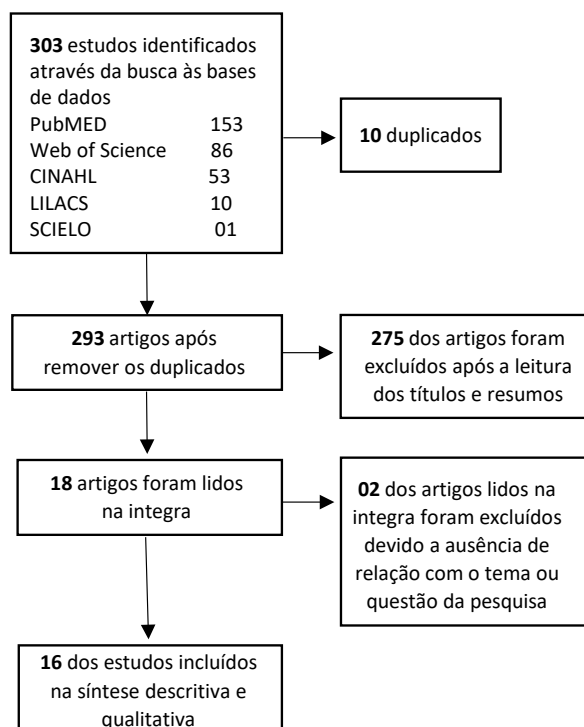 303 estudos identificados
através da busca às bases
de dados
PubMED 153
Web of Science 86
CINAHL 53
LILACS 10
SCIELO 01
10 duplicados
293 artigos após
remover os duplicados
275 dos artigos foram
excluídos após a leitura
dos títulos e resumos
18 artigos foram lidos
na integra
02 dos artigos lidos na
integra foram excluídos
devido a ausência de
relação com o tema ou
questão da pesquisa
16 dos estudos incluídos
na síntese descritiva e
qualitativa